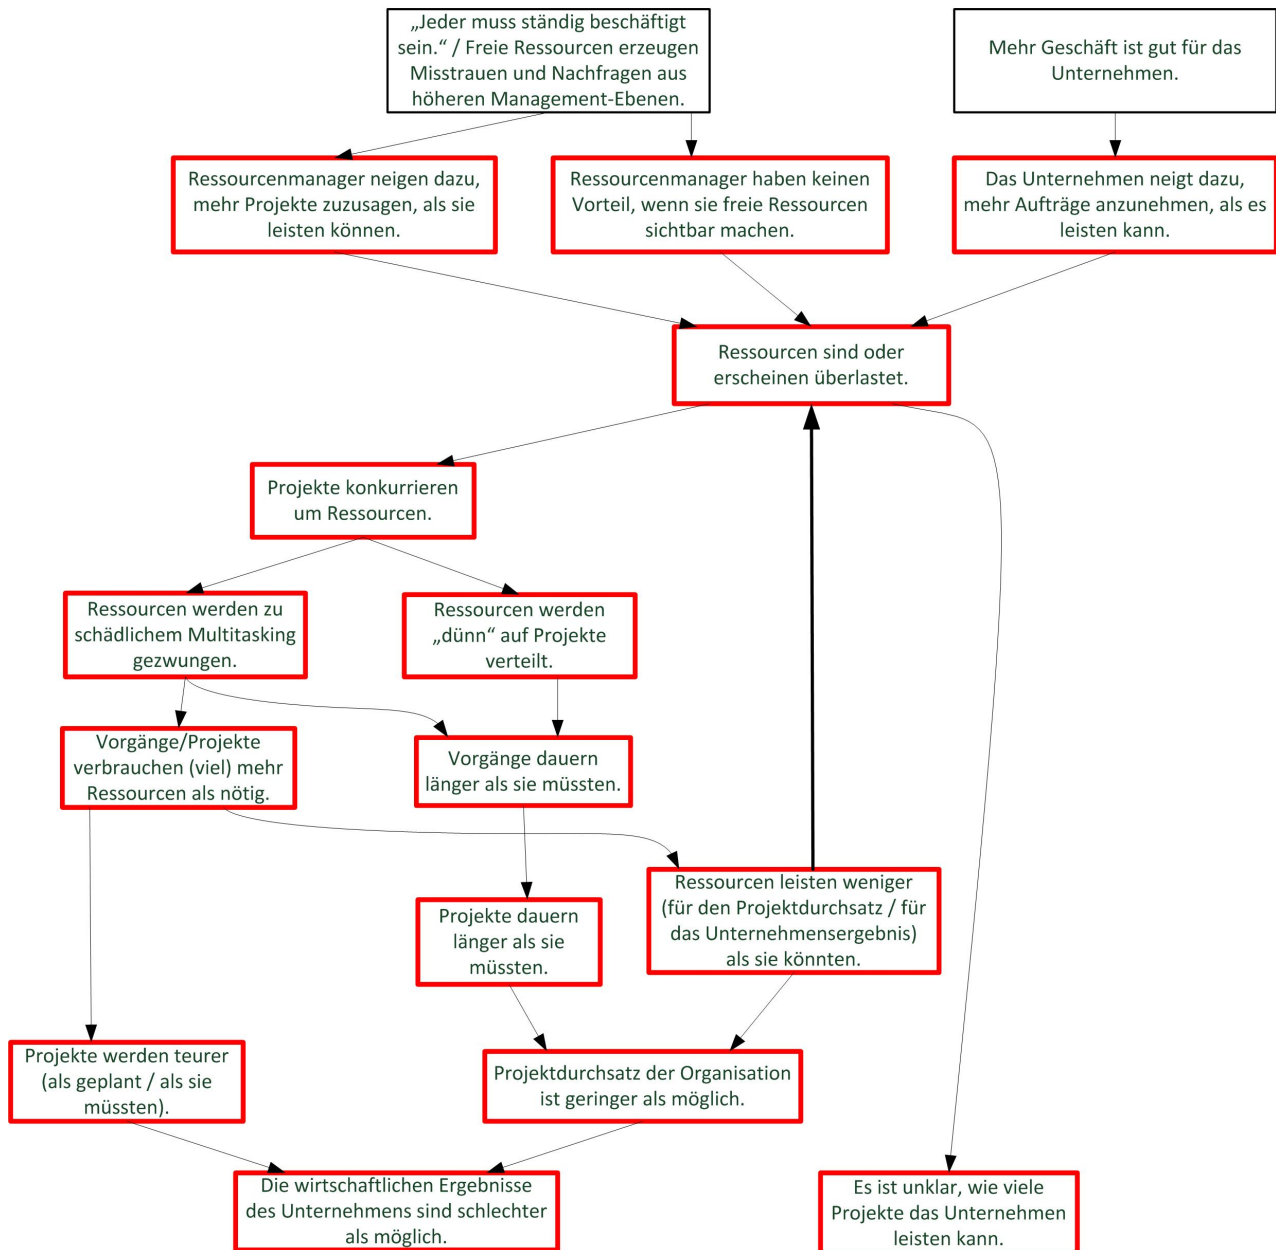 „Jeder muss ständig beschäftigt
sein.“ / Freie Ressourcen erzeugen
Misstrauen und Nachfragen aus
höheren Management-Ebenen.
Mehr Geschäft ist gut für das
Unternehmen.
Ressourcenmanager neigen dazu,
mehr Projekte zuzusagen, als sie
leisten können.
Ressourcenmanager haben keinen
Vorteil, wenn sie freie Ressourcen
sichtbar machen.
Das Unternehmen neigt dazu,
mehr Aufträge anzunehmen, als es
leisten kann.
Ressourcen sind oder
erscheinen überlastet.
Projekte konkurrieren
um Ressourcen.
Ressourcen werden zu
schädlichem Multitasking
gezwungen.
Ressourcen werden
„dünn“ auf Projekte
verteilt.
Vorgänge/Projekte
verbrauchen (viel) mehr
Ressourcen als nötig.
Vorgänge dauern
länger als sie müssten.
Ressourcen leisten weniger
(für den Projektdurchsatz / für
das Unternehmensergebnis)
als sie könnten.
Projekte dauern
länger als sie
müssten.
Projekte werden teurer
(als geplant / als sie
müssten).
Projektdurchsatz der Organisation
ist geringer als möglich.
Die wirtschaftlichen Ergebnisse
des Unternehmens sind schlechter
als möglich.
Es ist unklar, wie viele
Projekte das Unternehmen
leisten kann.